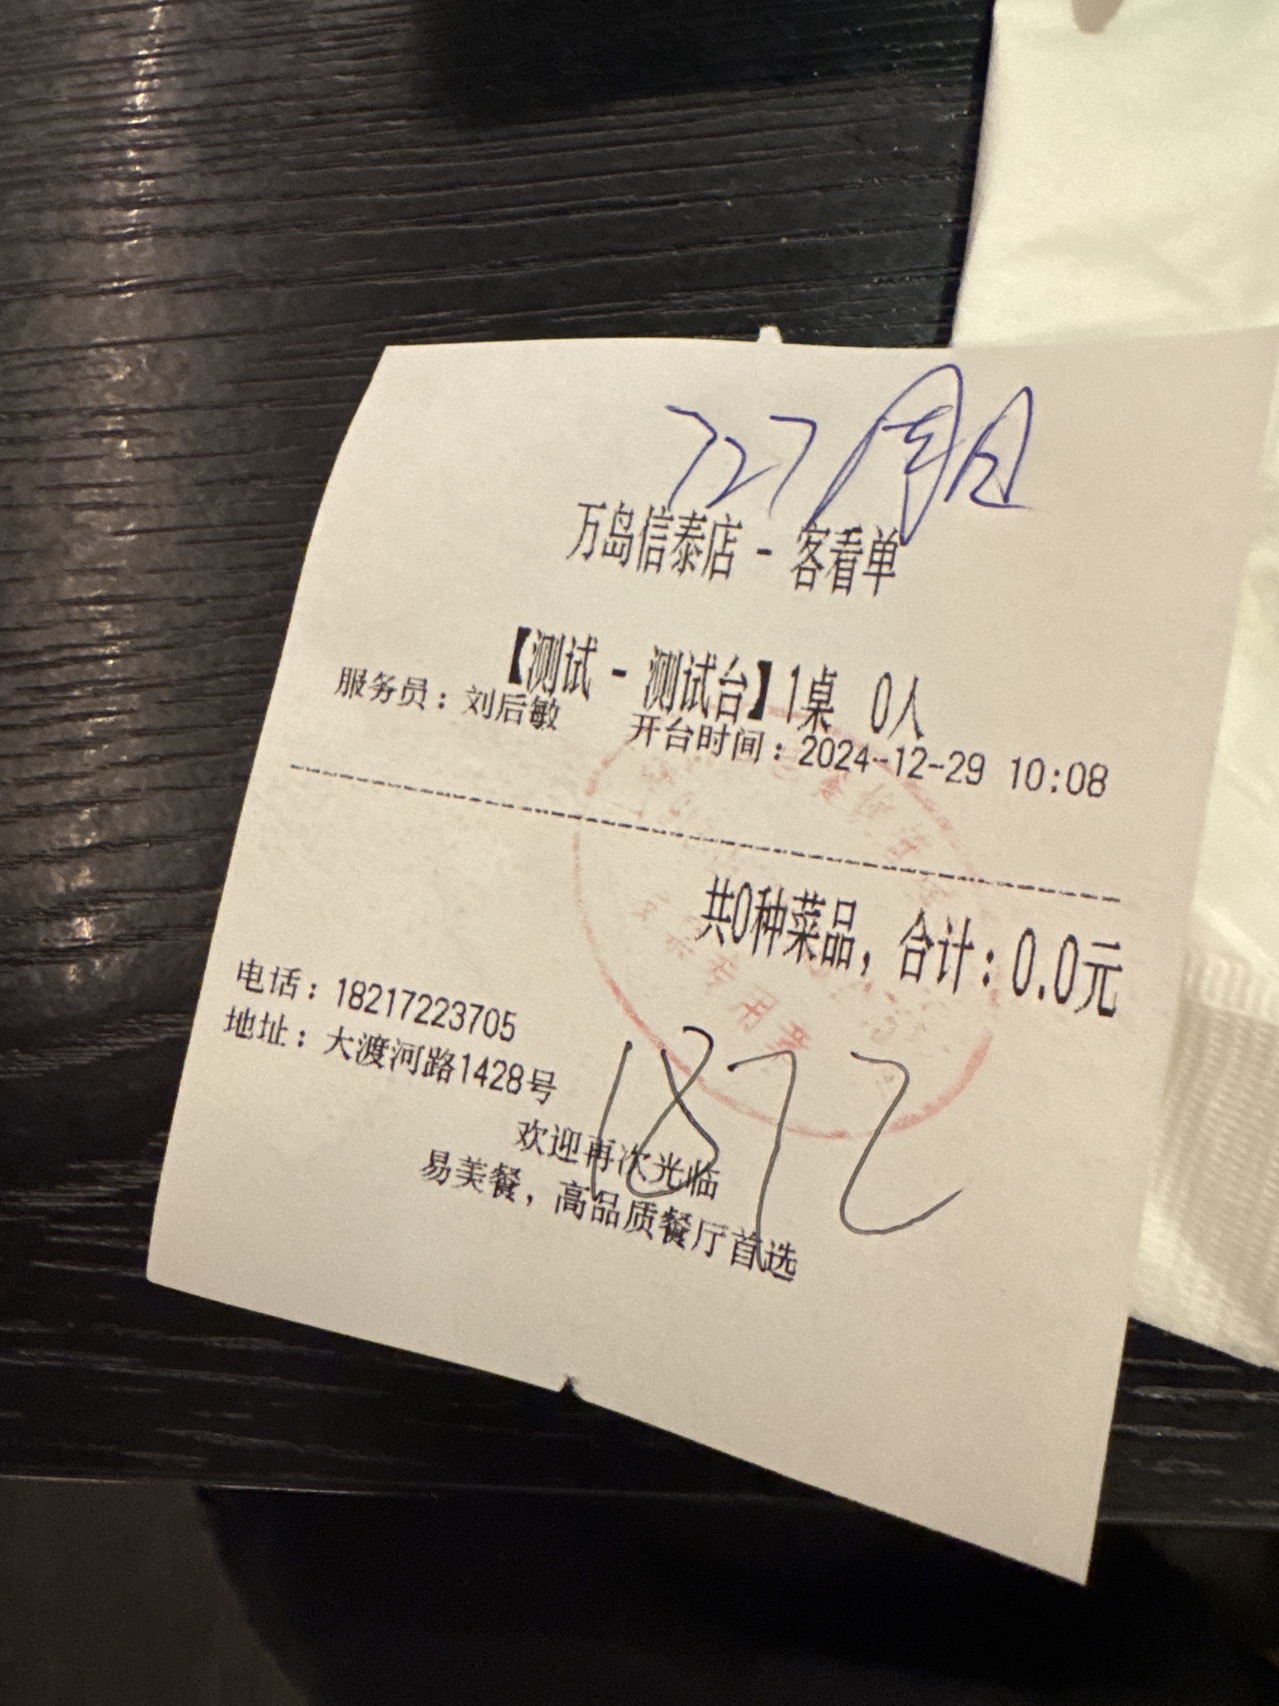 727
万岛信泰店 - 客看单
【测试 - 测试台】1桌 0人
服务员：刘后敏 开台时间：2024-12-29 10:08
共0种菜品，合计：0.0元
电话：18217223705
地址：大渡河路1428号
1872
欢迎再次光临
易美餐，高品质餐厅首选
专用章